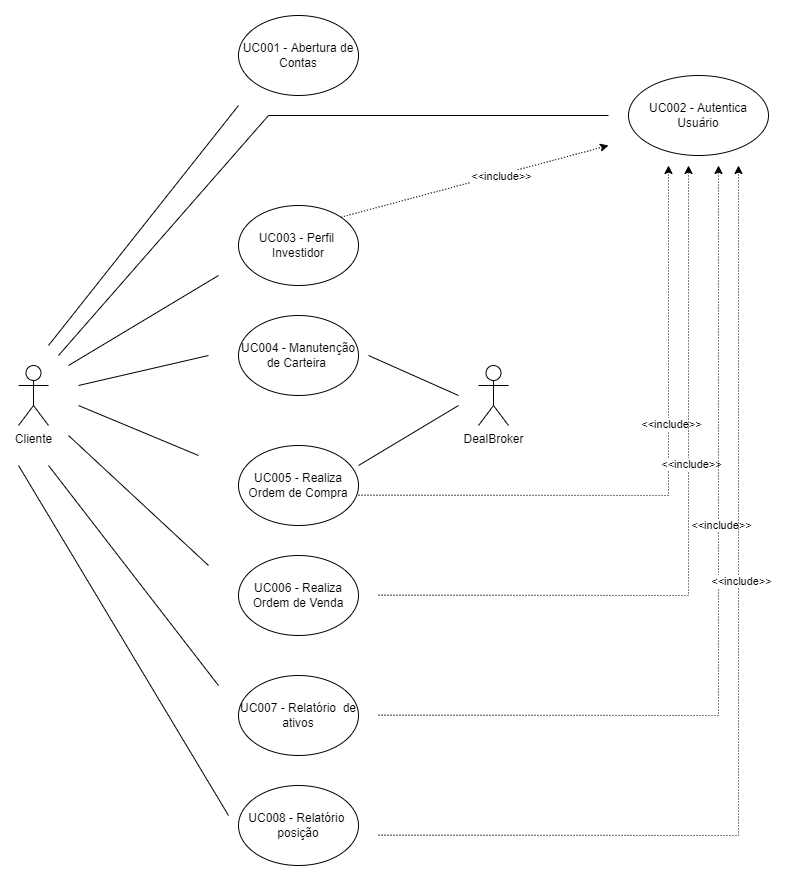 UC001 - Abertura de
Contas
UC002 - Autentica
Usuário
<<include>>
UC003 - Perfil
Investidor
UC004 - Manutenção
de Carteira
Cliente
DealBroker
<<include>>
<<include>>
UC005 - Realiza
Ordem de Compra
<<include>>
<<include>>
UC006 - Realiza
Ordem de Venda
UC007 - Relatório  de
ativos
UC008 - Relatório
posição